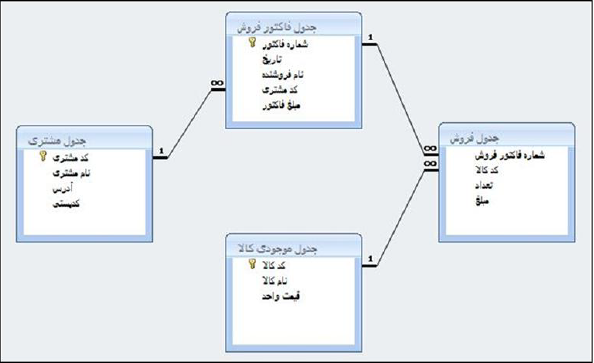 جدول فاکتور فروش
شماره فاکتور
تاریخ
نام فروشنده
کد مشتری
مبلغ فاکتور
جدول فروش
شماره فاکتور فروش
کد کالا
تعداد
مبلغ
جدول مشتری
کد مشتری
نام مشتری
آدرس
کدپستی
جدول موجودی کالا
کد کالا
نام کالا
قیمت واحد
1
∞
1
∞
∞
1